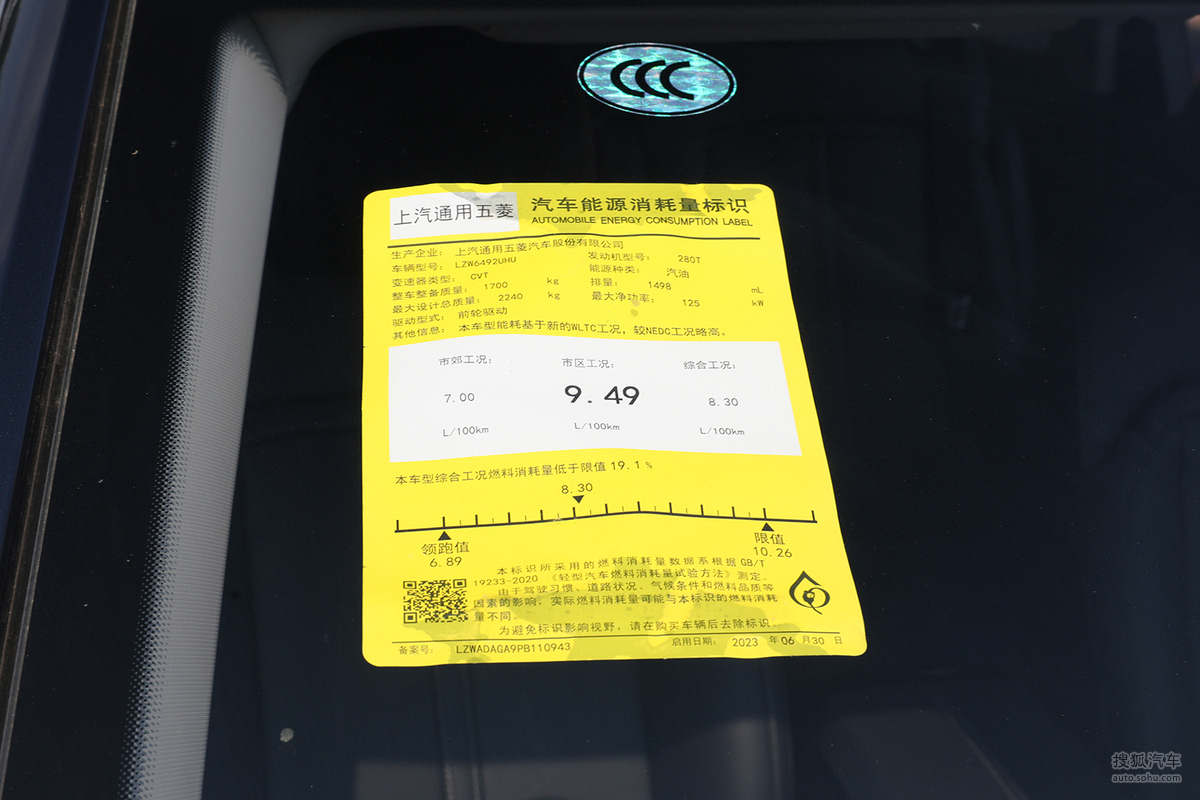 CCC
上汽通用五菱
汽车能源消耗量标识
AUTOMOBILE ENERGY CONSUMPTION LABEL
生产企业: 上汽通用五菱汽车股份有限公司
车辆型号: LZW6492UHU 发动机型号: 280T
变速器类型: CVT 能源种类: 汽油
整车整备质量: 1700 kg 排量: 1498 mL
最大设计总质量: 2240 kg 最大净功率: 125 kW
驱动型式: 前轮驱动
其他信息: 本车型能耗基于新的WLTC工况，较NEDC工况略高。
市郊工况: 市区工况: 综合工况:
7.00 9.49 8.30
L/100km L/100km L/100km
本车型综合工况燃料消耗量低于限值 19.1 %
8.30
领跑值 限值
6.89 10.26
本标识所采用的燃料消耗量数据系根据 GB/T
19233-2020 《轻型汽车燃料消耗量试验方法》测定。
由于驾驶习惯、道路状况、气候条件和燃料品质等
因素的影响，实际燃料消耗量可能与本标识的燃料消耗
量不同。
为避免标识影响视野，请在购买车辆后去除标识。
备案号: LZWADAGA9PB110943 启用日期: 2023 年 06 月 30 日
搜狐汽车
auto.sohu.com